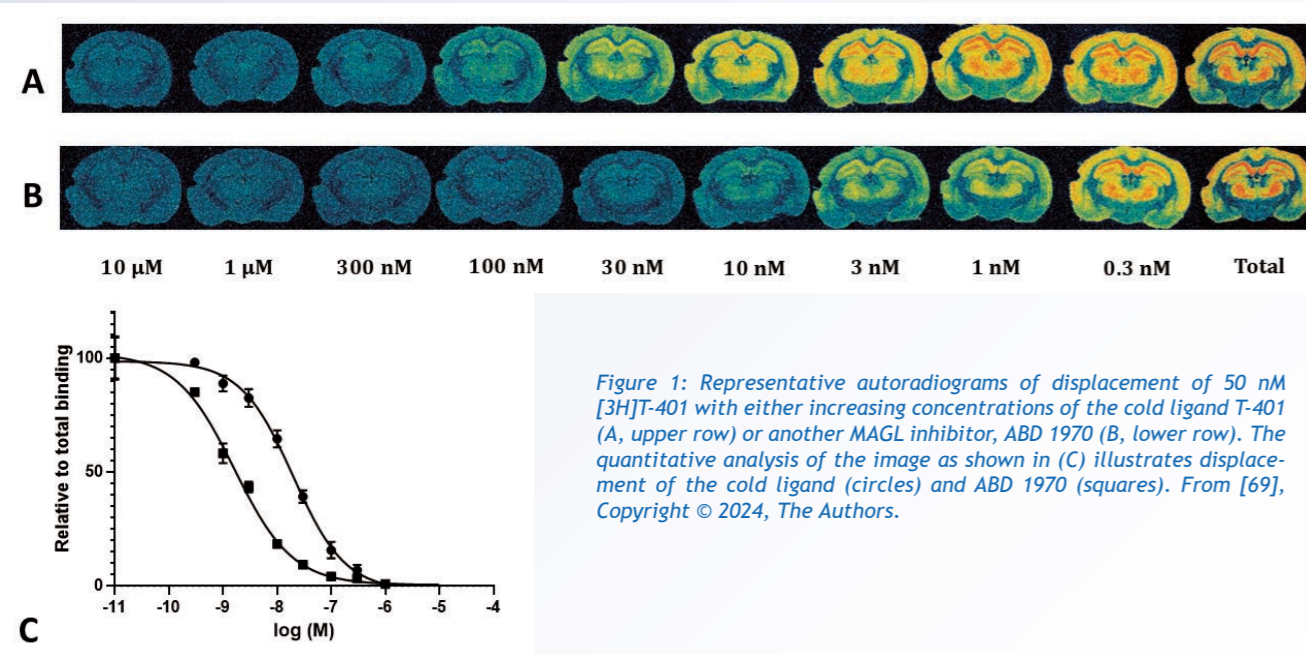 A
B
10 µM 1 µM 300 nM 100 nM 30 nM 10 nM 3 nM 1 nM 0.3 nM Total
Relative to total binding
100
50
0
-11 -10 -9 -8 -7 -6 -5 -4
log (M)
C
Figure 1: Representative autoradiograms of displacement of 50 nM
[3H]T-401 with either increasing concentrations of the cold ligand T-401
(A, upper row) or another MAGL inhibitor, ABD 1970 (B, lower row). The
quantitative analysis of the image as shown in (C) illustrates displace-
ment of the cold ligand (circles) and ABD 1970 (squares). From [69],
Copyright © 2024, The Authors.